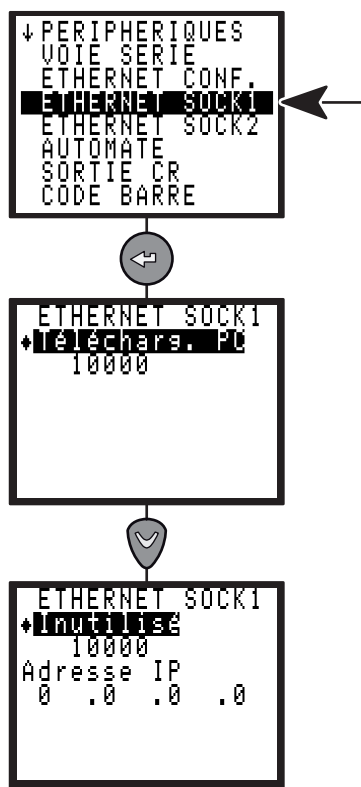 ↓PERIPHERIQUES
VOIE SERIE
ETHERNET CONF.
ETHERNET SOCK1
ETHERNET SOCK2
AUTOMATE
SORTIE CR
CODE BARRE
ETHERNET SOCK1
♦Télécharg. PC
10000
ETHERNET SOCK1
♦Inutilisé
10000
Adresse IP
0 .0 .0 .0